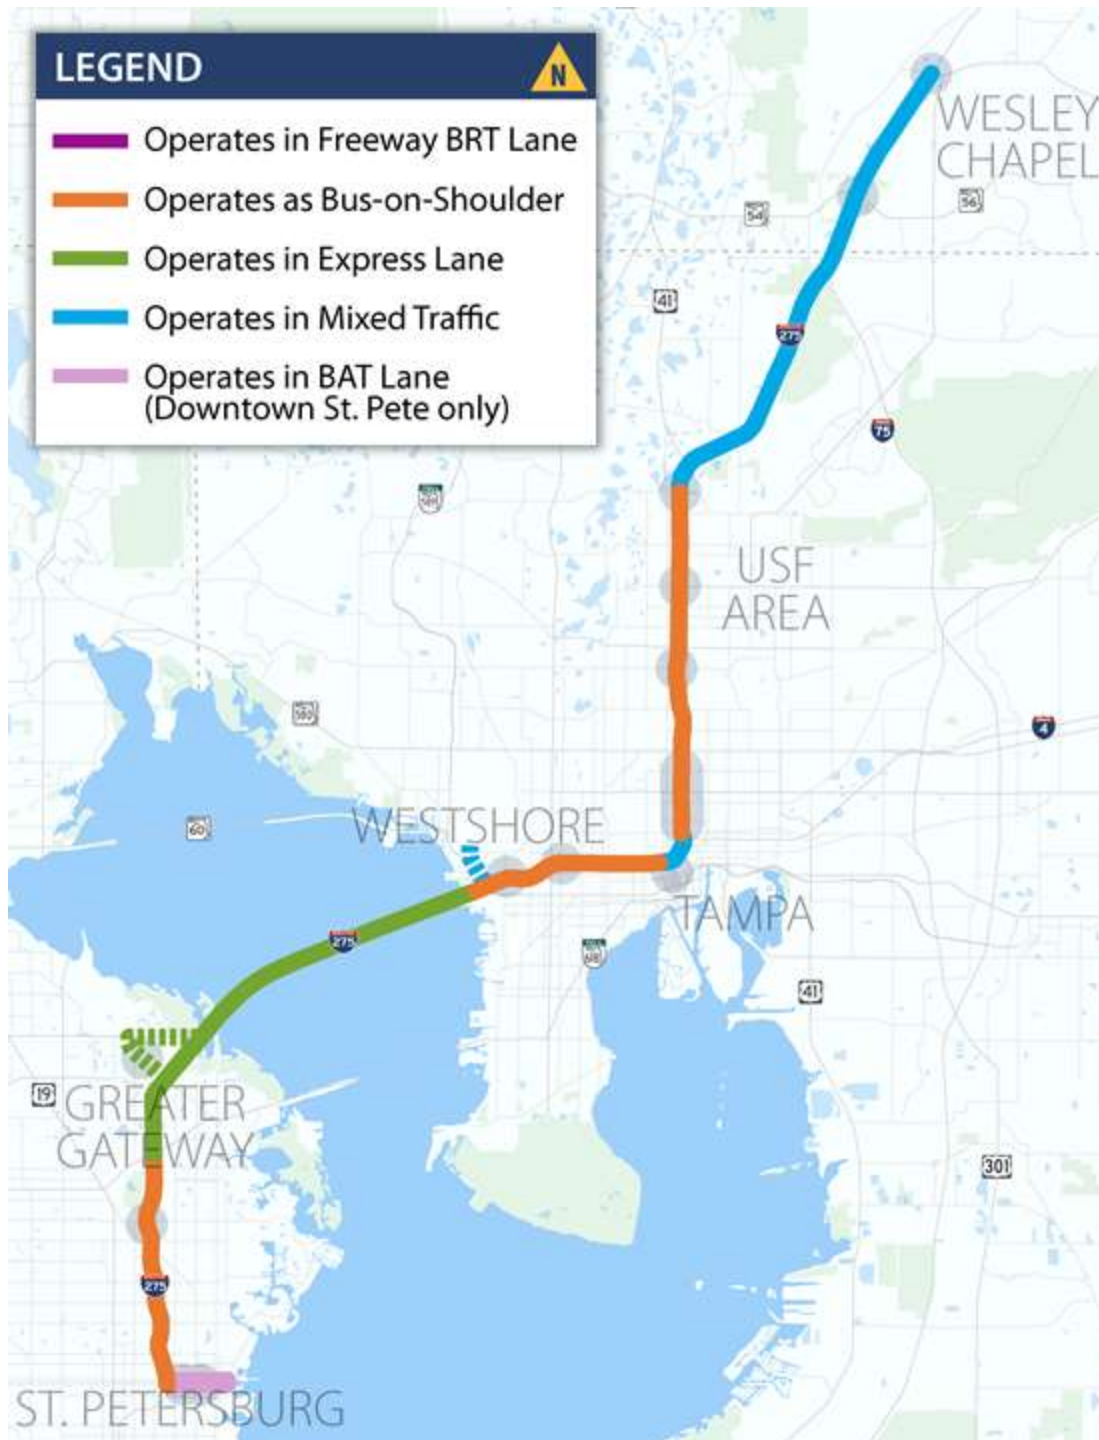 LEGEND
N
Operates in Freeway BRT Lane
Operates as Bus-on-Shoulder
Operates in Express Lane
Operates in Mixed Traffic
Operates in BAT Lane
(Downtown St. Pete only)
WESLEY
CHAPEL
54
56
41
275
75
USF
AREA
580
4
60
WESTSHORE
TAMPA
275
618
41
19
GREATER
GATEWAY
301
275
ST. PETERSBURG